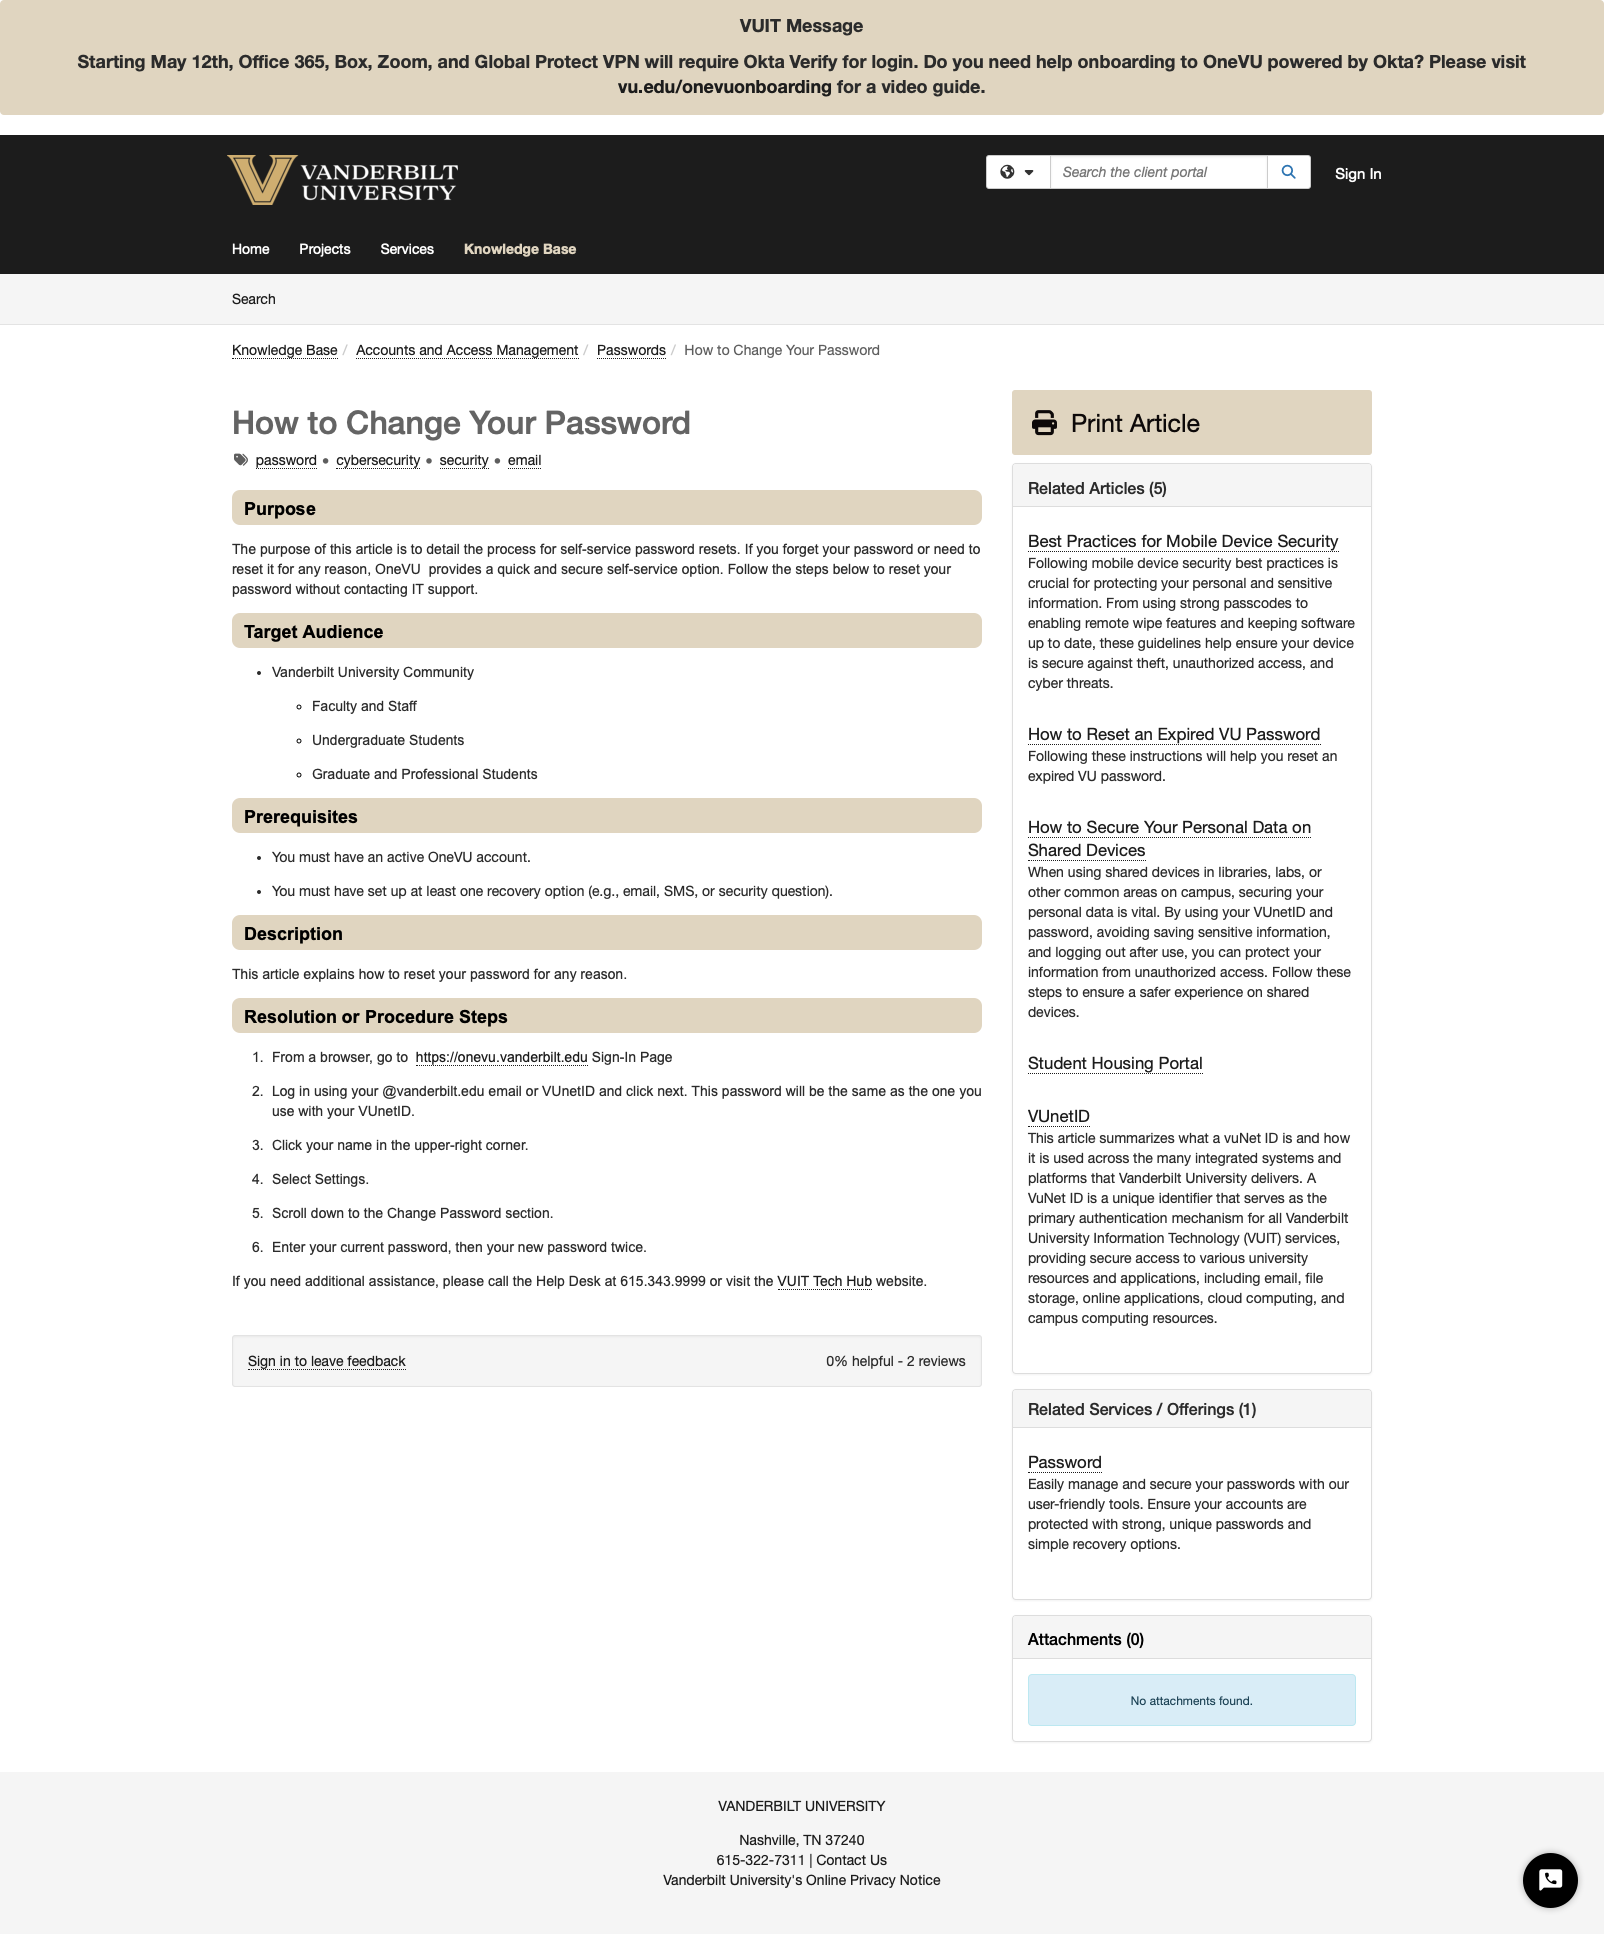 VUIT Message
Starting May 12th, Office 365, Box, Zoom, and Global Protect VPN will require Okta Verify for login. Do you need help onboarding to OneVU powered by Okta? Please visit
vu.edu/onevuonboarding for a video guide.
VANDERBILT
UNIVERSITY
Search the client portal
Sign In
Home
Projects
Services
Knowledge Base
Search
Knowledge Base / Accounts and Access Management / Passwords / How to Change Your Password
How to Change Your Password
password • cybersecurity • security • email
Purpose
The purpose of this article is to detail the process for self-service password resets. If you forget your password or need to
reset it for any reason, OneVU  provides a quick and secure self-service option. Follow the steps below to reset your
password without contacting IT support.
Target Audience
• Vanderbilt University Community
◦ Faculty and Staff
◦ Undergraduate Students
◦ Graduate and Professional Students
Prerequisites
• You must have an active OneVU account.
• You must have set up at least one recovery option (e.g., email, SMS, or security question).
Description
This article explains how to reset your password for any reason.
Resolution or Procedure Steps
1. From a browser, go to  https://onevu.vanderbilt.edu Sign-In Page
2. Log in using your @vanderbilt.edu email or VUnetID and click next. This password will be the same as the one you
use with your VUnetID.
3. Click your name in the upper-right corner.
4. Select Settings.
5. Scroll down to the Change Password section.
6. Enter your current password, then your new password twice.
If you need additional assistance, please call the Help Desk at 615.343.9999 or visit the VUIT Tech Hub website.
Sign in to leave feedback
0% helpful - 2 reviews
Print Article
Related Articles (5)
Best Practices for Mobile Device Security
Following mobile device security best practices is
crucial for protecting your personal and sensitive
information. From using strong passcodes to
enabling remote wipe features and keeping software
up to date, these guidelines help ensure your device
is secure against theft, unauthorized access, and
cyber threats.
How to Reset an Expired VU Password
Following these instructions will help you reset an
expired VU password.
How to Secure Your Personal Data on
Shared Devices
When using shared devices in libraries, labs, or
other common areas on campus, securing your
personal data is vital. By using your VUnetID and
password, avoiding saving sensitive information,
and logging out after use, you can protect your
information from unauthorized access. Follow these
steps to ensure a safer experience on shared
devices.
Student Housing Portal
VUnetID
This article summarizes what a vuNet ID is and how
it is used across the many integrated systems and
platforms that Vanderbilt University delivers. A
VuNet ID is a unique identifier that serves as the
primary authentication mechanism for all Vanderbilt
University Information Technology (VUIT) services,
providing secure access to various university
resources and applications, including email, file
storage, online applications, cloud computing, and
campus computing resources.
Related Services / Offerings (1)
Password
Easily manage and secure your passwords with our
user-friendly tools. Ensure your accounts are
protected with strong, unique passwords and
simple recovery options.
Attachments (0)
No attachments found.
VANDERBILT UNIVERSITY
Nashville, TN 37240
615-322-7311 | Contact Us
Vanderbilt University's Online Privacy Notice